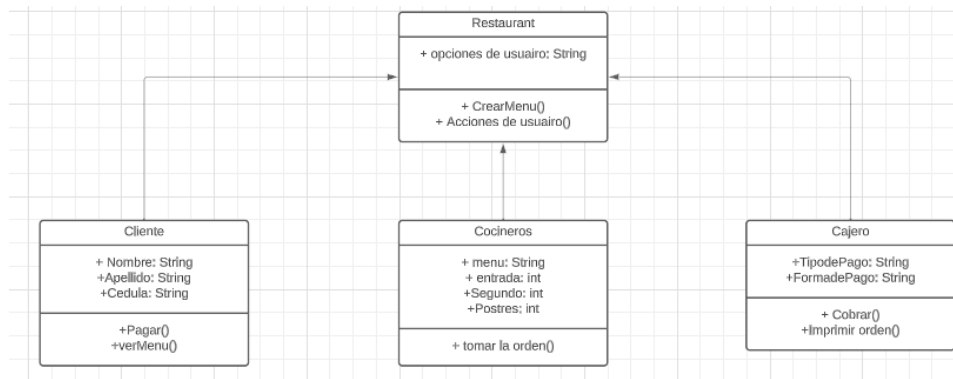 Restaurant
+ opciones de usuairo: String
+ CrearMenu()
+ Acciones de usuairo()
Cliente
+ Nombre: String
+Apellido: String
+Cedula: String
+Pagar()
+verMenu()
Cocineros
+ menu: String
+ entrada: int
+Segundo: int
+Postres; int
+ tomar la orden()
Cajero
+TipodePago: String
+FormadePago: String
+ Cobrar()
+Imprimir orden()